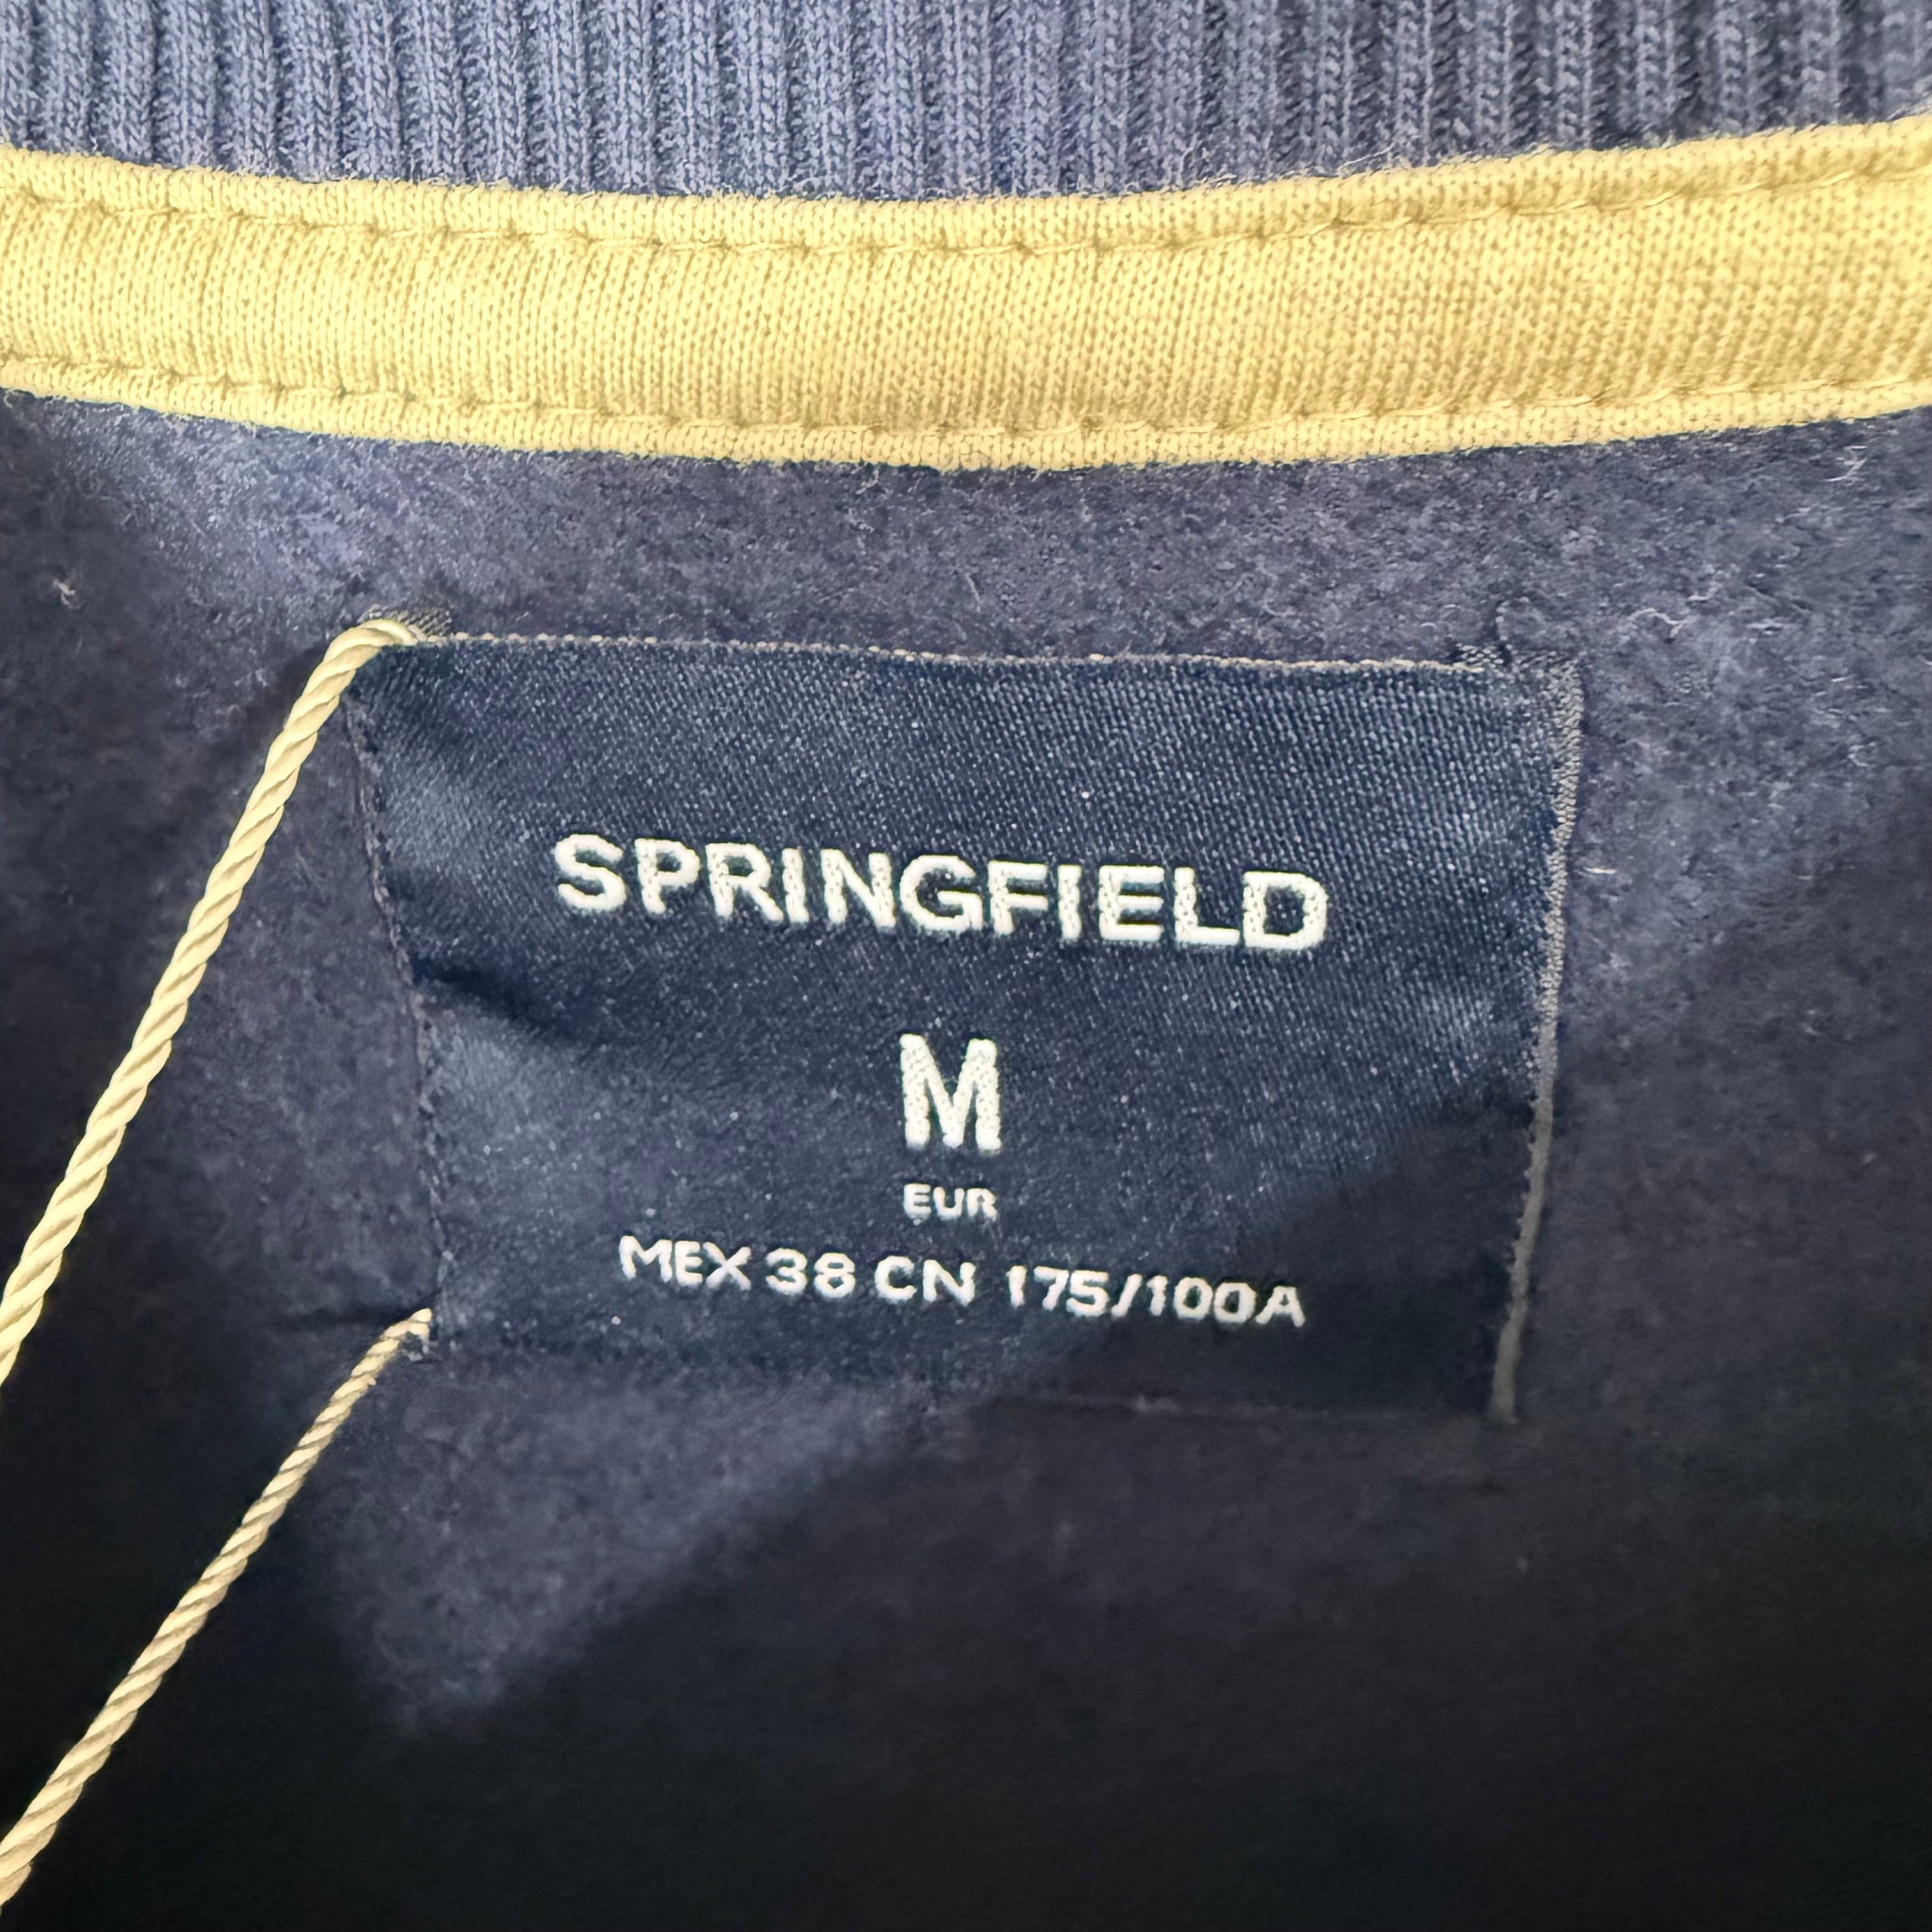 SPRINGFIELD
M
EUR
MEX 38 CN 175/100A